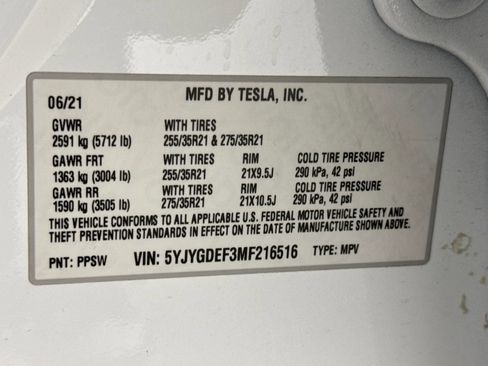 06/21 MFD BY TESLA, INC.
GVWR WITH TIRES
2591 kg (5712 lb) 255/35R21 & 275/35R21
GAWR FRT WITH TIRES RIM COLD TIRE PRESSURE
1363 kg (3004 lb) 255/35R21 21X9.5J 290 kPa, 42 psi
GAWR RR WITH TIRES RIM COLD TIRE PRESSURE
1590 kg (3505 lb) 275/35R21 21X10.5J 290 kPa, 42 psi
THIS VEHICLE CONFORMS TO ALL APPLICABLE U.S. FEDERAL MOTOR VEHICLE SAFETY AND
THEFT PREVENTION STANDARDS IN EFFECT ON THE DATE OF MANUFACTURE SHOWN ABOVE.
PNT: PPSW VIN: 5YJYGDEF3MF216516 TYPE: MPV